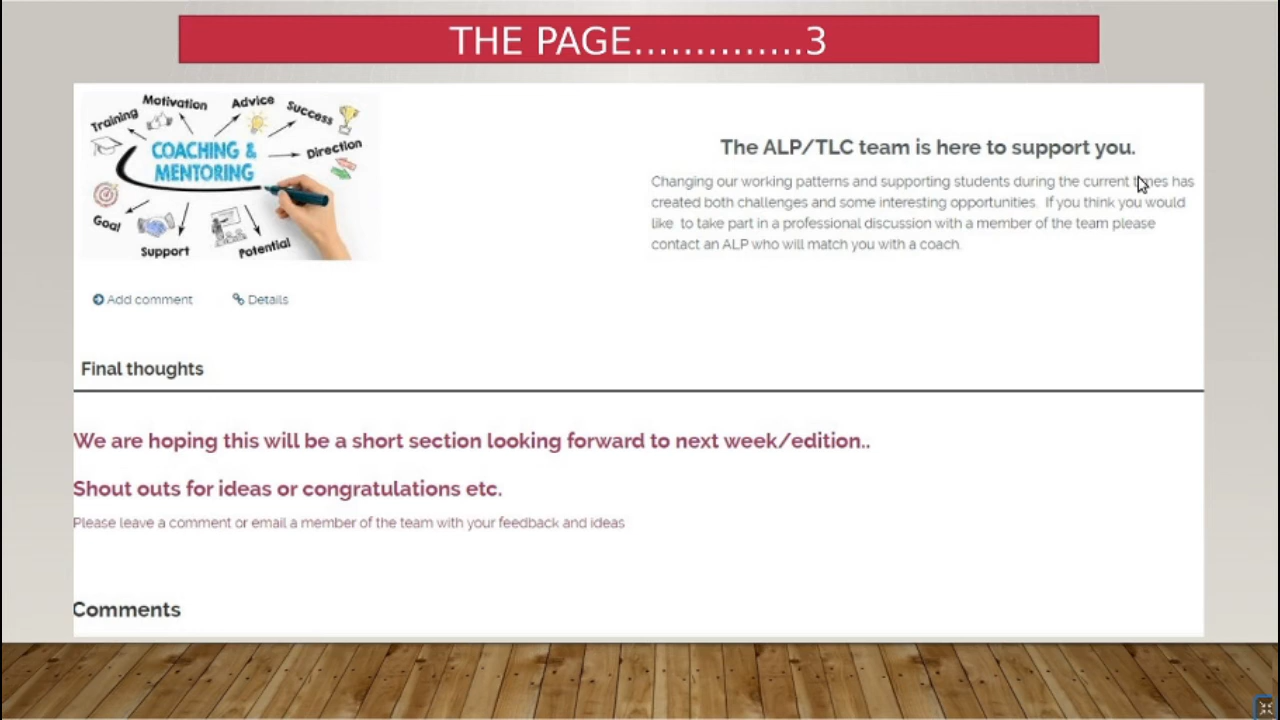 THE PAGE..............3
Training
Motivation
Advice
Success
COACHING &
MENTORING
Direction
Goal
Support
Potential
The ALP/TLC team is here to support you.
Changing our working patterns and supporting students during the current times has
created both challenges and some interesting opportunities. If you think you would
like to take part in a professional discussion with a member of the team please
contact an ALP who will match you with a coach.
Add comment
Details
Final thoughts
We are hoping this will be a short section looking forward to next week/edition..
Shout outs for ideas or congratulations etc.
Please leave a comment or email a member of the team with your feedback and ideas
Comments